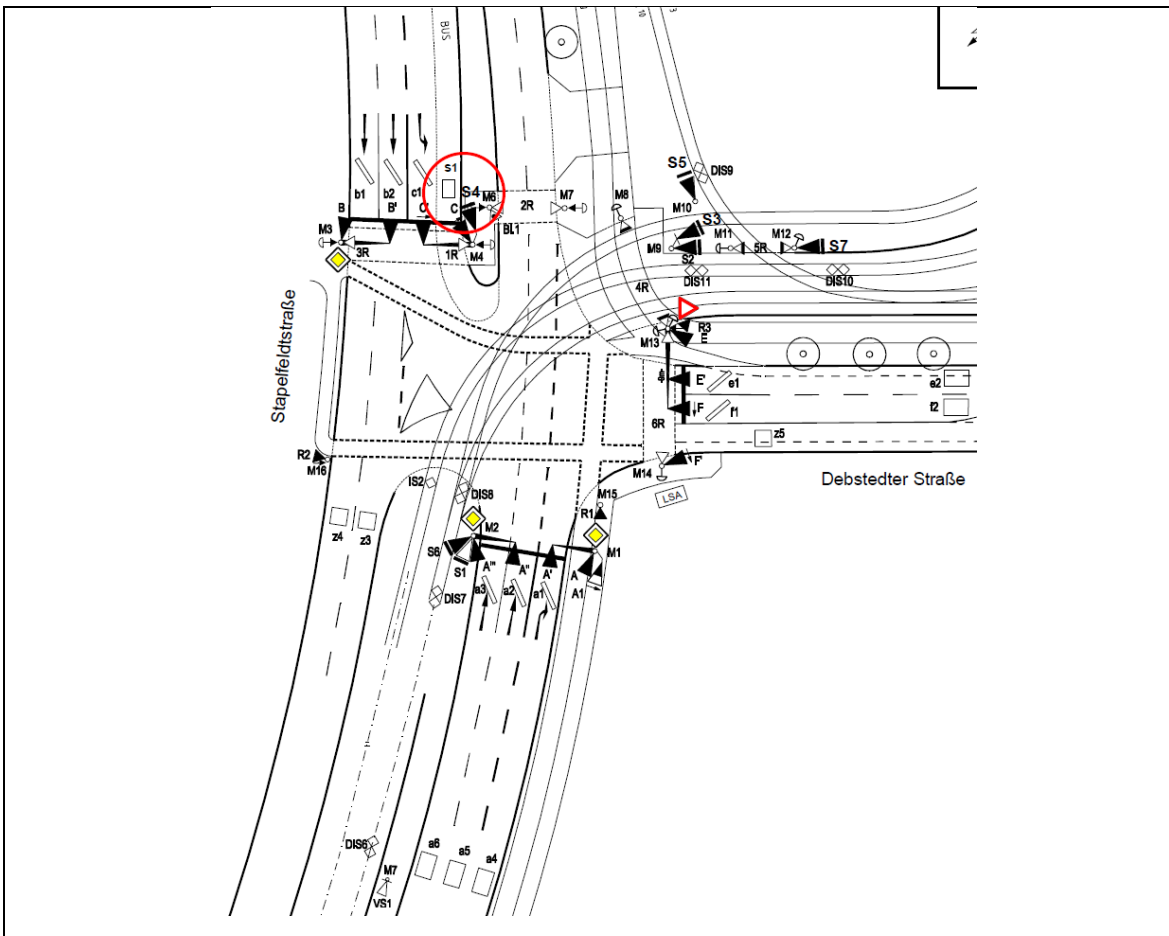 10
3
BUS
S1
b1
b2
c1
S4
S5
DIS9
B
B'
C'
C
M6
2R
M7
M8
M10
S3
M3
3R
1R
M4
BL1
M9
M11
5R
M12
S7
S2
DIS11
DIS10
4R
Stapelfeldtstraße
M13
R3
E
E'
e1
e2
F
f1
f2
6R
z5
M14
F'
LSA
Debstedter Straße
R2
M16
IS2
DIS8
M15
R1
z4
z3
M2
M1
S6
S1
A'''
A''
A'
A
A1
a3
a2
a1
DIS7
DIS6
M7
VS1
a6
a5
a4